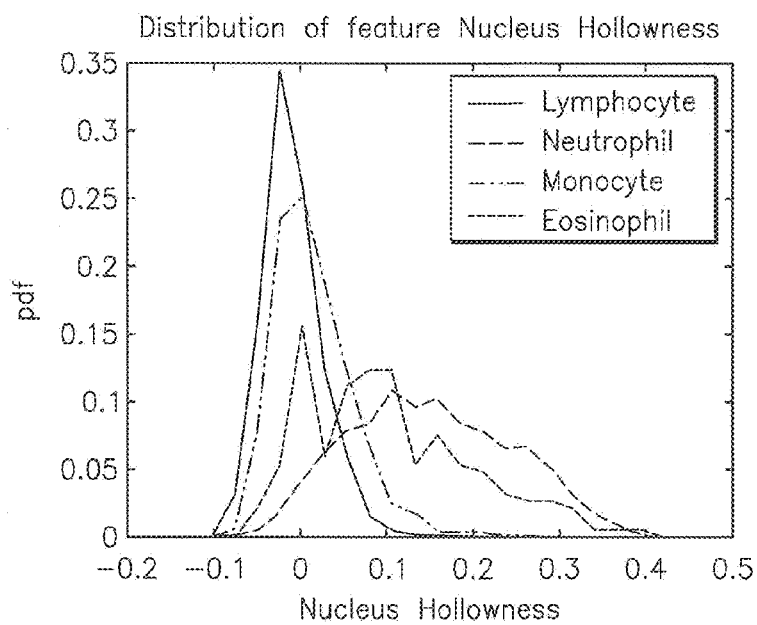 Distribution of feature Nucleus Hollowness
0.35
0.3
0.25
0.2
0.15
0.1
0.05
0
pdf
Lymphocyte
Neutrophil
Monocyte
Eosinophil
−0.2 −0.1 0 0.1 0.2 0.3 0.4 0.5
Nucleus Hollowness